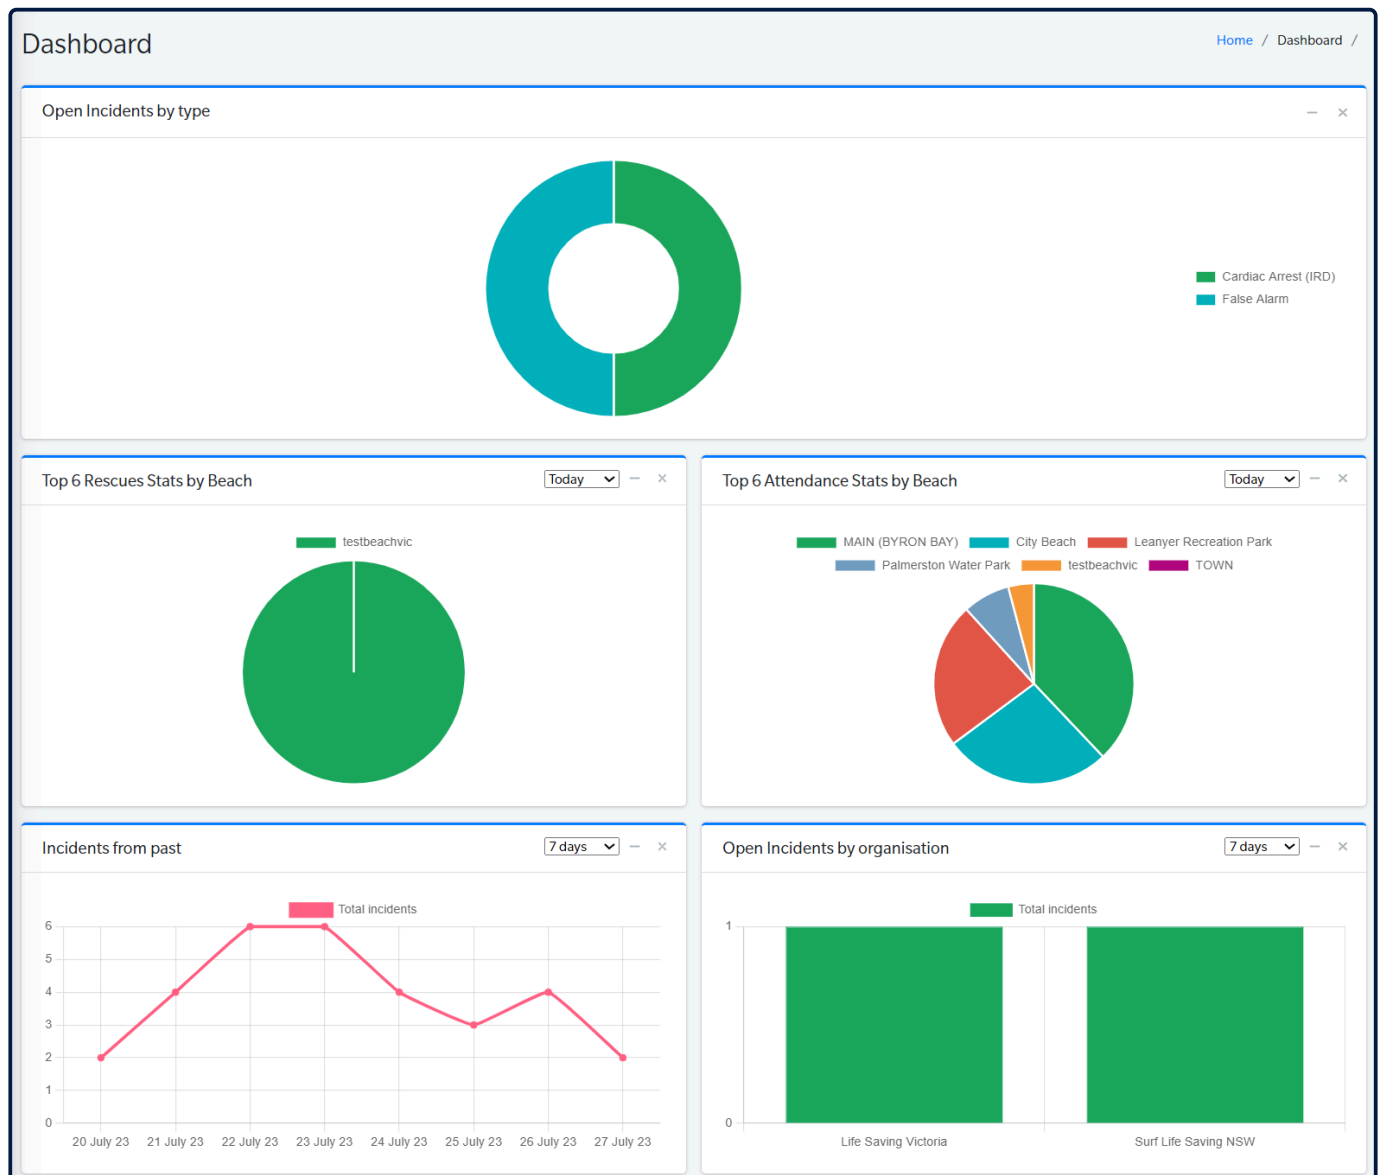 Dashboard
Home / Dashboard /
Open Incidents by type
Cardiac Arrest (IRD)
False Alarm
Top 6 Rescues Stats by Beach
Today
testbeachvic
Top 6 Attendance Stats by Beach
Today
MAIN (BYRON BAY) City Beach Leanyer Recreation Park
Palmerston Water Park testbeachvic TOWN
Incidents from past
7 days
Total incidents
6
5
4
3
2
1
0
20 July 23 21 July 23 22 July 23 23 July 23 24 July 23 25 July 23 26 July 23 27 July 23
Open Incidents by organisation
7 days
Total incidents
1
0
Life Saving Victoria Surf Life Saving NSW